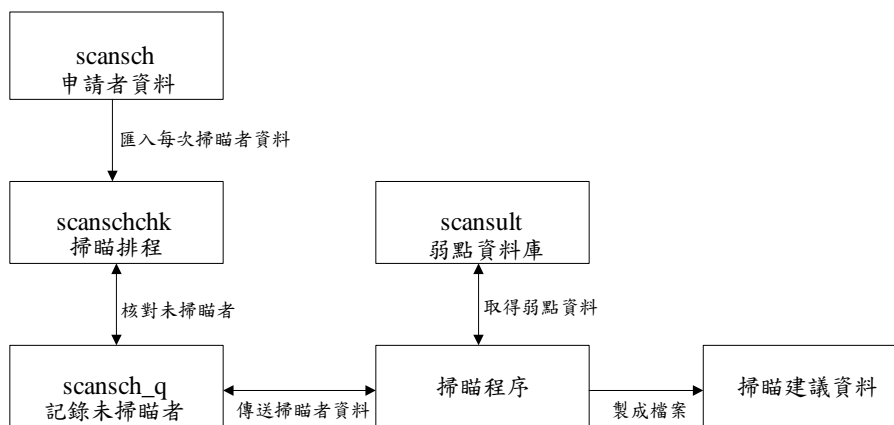 scansch
申請者資料
匯入每次掃瞄者資料
scanschchk
掃瞄排程
scansult
弱點資料庫
核對未掃瞄者
取得弱點資料
scansch_q
記錄未掃瞄者
傳送掃瞄者資料
掃瞄程序
製成檔案
掃瞄建議資料